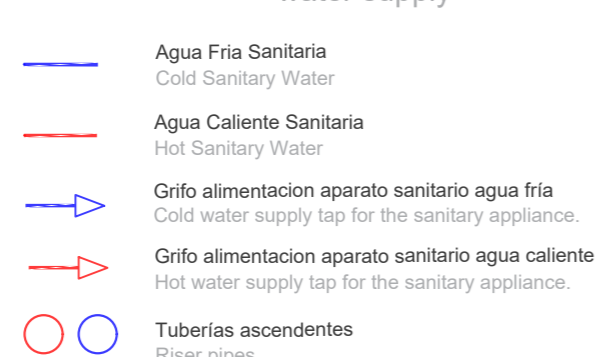 water supply
Agua Fria Sanitaria
Cold Sanitary Water
Agua Caliente Sanitaria
Hot Sanitary Water
Grifo alimentacion aparato sanitario agua fría
Cold water supply tap for the sanitary appliance.
Grifo alimentacion aparato sanitario agua caliente
Hot water supply tap for the sanitary appliance.
Tuberías ascendentes
Riser pipes